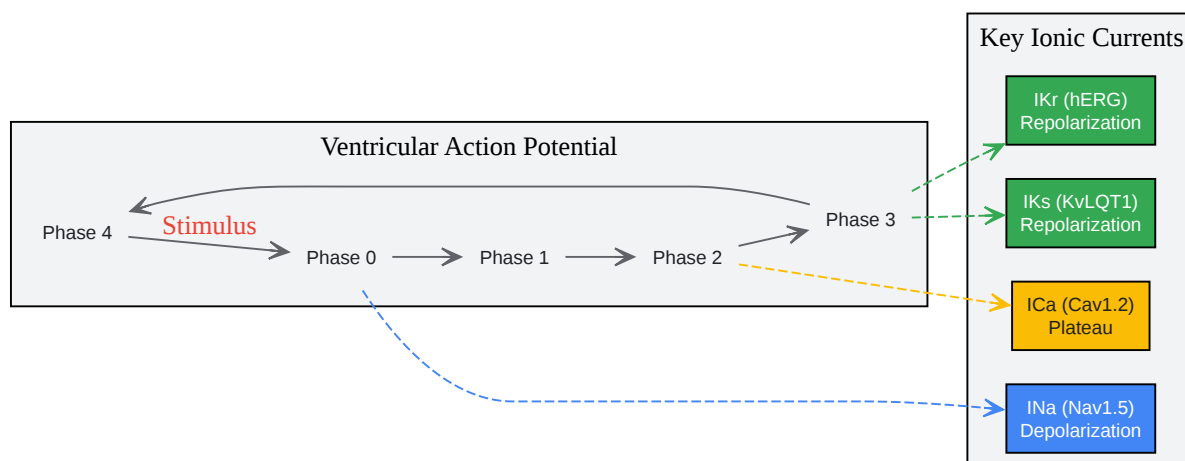 Key Ionic Currents
IKr (hERG)
Repolarization
Ventricular Action Potential
IKs (KvLQT1)
Repolarization
Stimulus
Phase 4
Phase 0
Phase 1
Phase 2
Phase 3
ICa (Cav1.2)
Plateau
INa (Nav1.5)
Depolarization